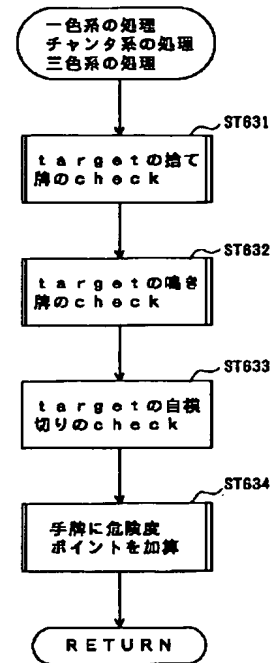 一色系の処理
チャンタ系の処理
三色系の処理
ST631
ｔａｒｇｅｔの捨て
牌のｃｈｅｃｋ
ST632
ｔａｒｇｅｔの鳴き
牌のｃｈｅｃｋ
ST633
ｔａｒｇｅｔの自模
切りのｃｈｅｃｋ
ST634
手牌に危険度
ポイントを加算
ＲＥＴＵＲＮ